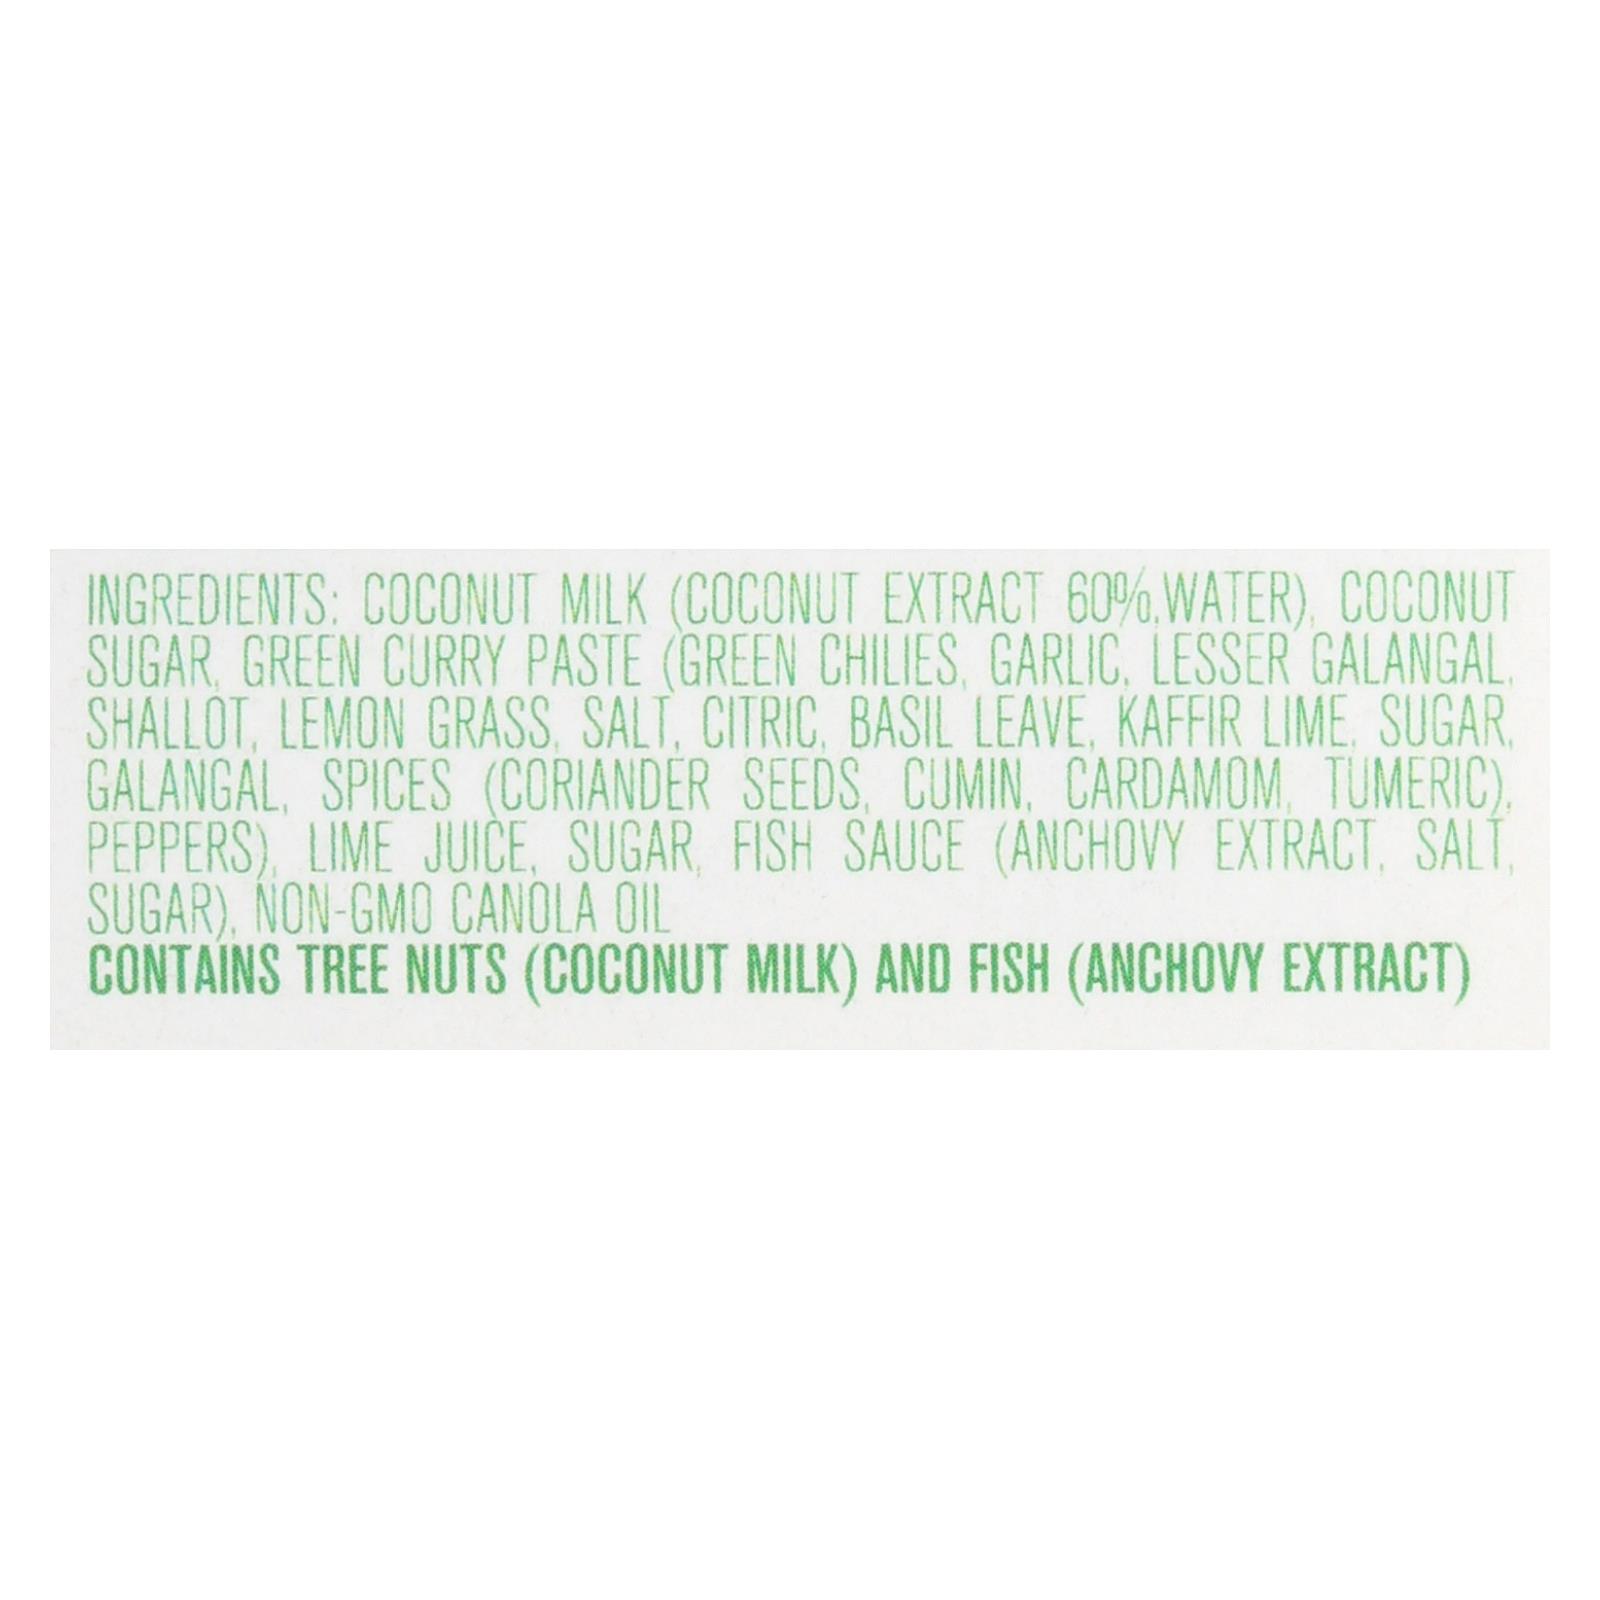 INGREDIENTS: COCONUT MILK (COCONUT EXTRACT 60%,WATER), COCONUT
SUGAR, GREEN CURRY PASTE (GREEN CHILIES, GARLIC, LESSER GALANGAL,
SHALLOT, LEMON GRASS, SALT, CITRIC, BASIL LEAVE, KAFFIR LIME, SUGAR,
GALANGAL, SPICES (CORIANDER SEEDS, CUMIN, CARDAMOM, TUMERIC),
PEPPERS), LIME JUICE, SUGAR, FISH SAUCE (ANCHOVY EXTRACT, SALT,
SUGAR), NON-GMO CANOLA OIL
CONTAINS TREE NUTS (COCONUT MILK) AND FISH (ANCHOVY EXTRACT)